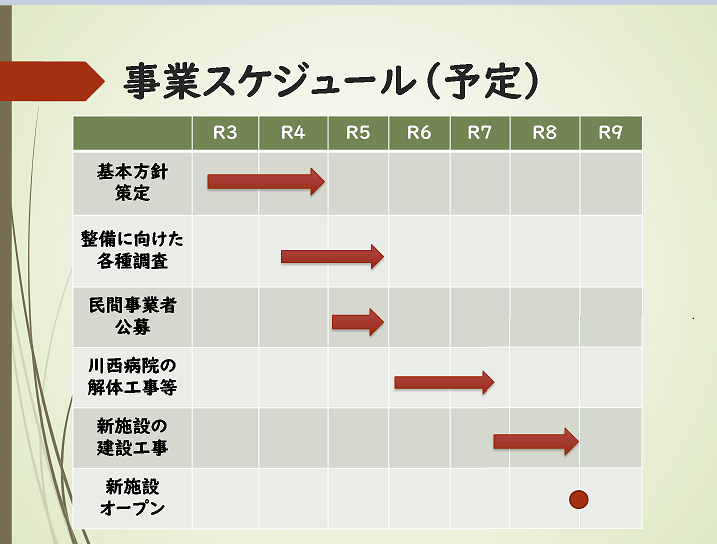 事業スケジュール（予定）
R3 R4 R5 R6 R7 R8 R9
基本方針
策定
整備に向けた
各種調査
民間事業者
公募
川西病院の
解体工事等
新施設の
建設工事
新施設
オープン